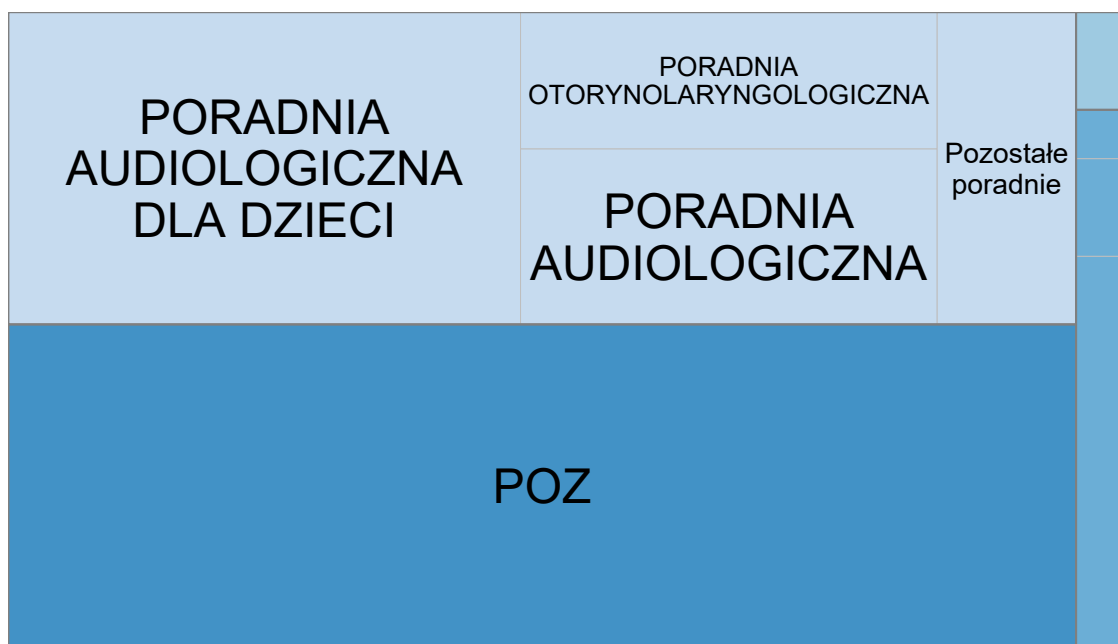 PORADNIA
AUDIOLOGICZNA
DLA DZIECI
PORADNIA
OTORYNOLARYNGOLOGICZNA
PORADNIA
AUDIOLOGICZNA
Pozostałe
poradnie
POZ